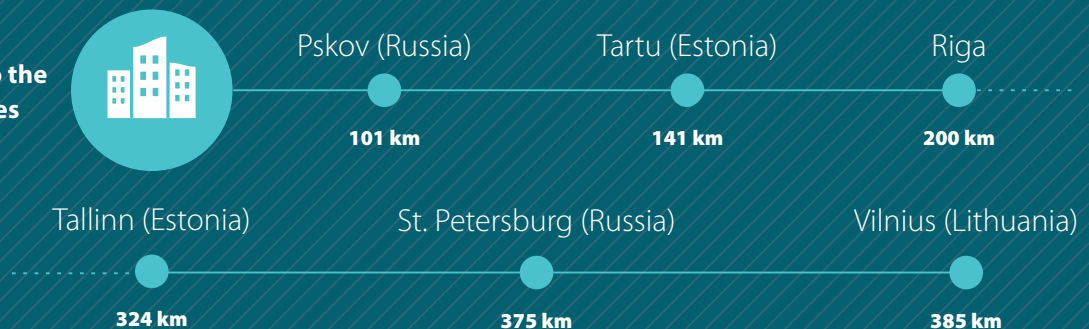 the
Pskov (Russia) Tartu (Estonia) Riga
101 km 141 km 200 km
Tallinn (Estonia) St. Petersburg (Russia) Vilnius (Lithuania)
324 km 375 km 385 km